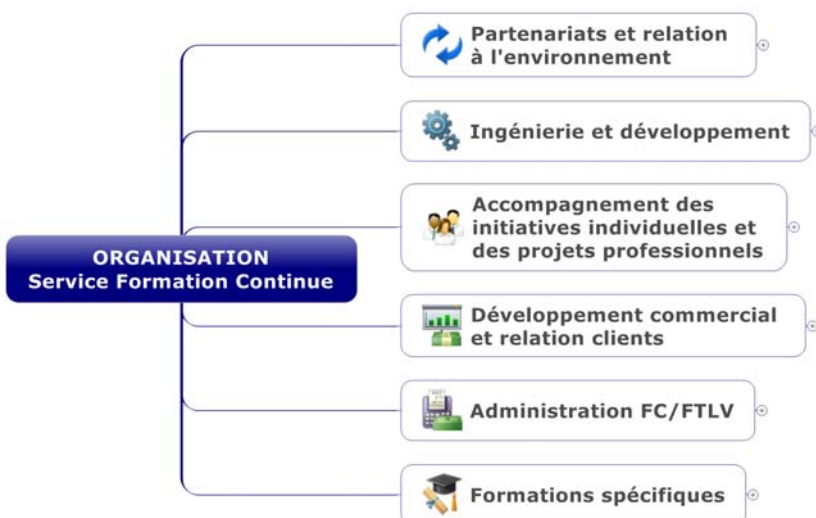 Partenariats et relation
à l'environnement
Ingénierie et développement
Accompagnement des
initiatives individuelles et
des projets professionnels
ORGANISATION
Service Formation Continue
Développement commercial
et relation clients
Administration FC/FTLV
Formations spécifiques